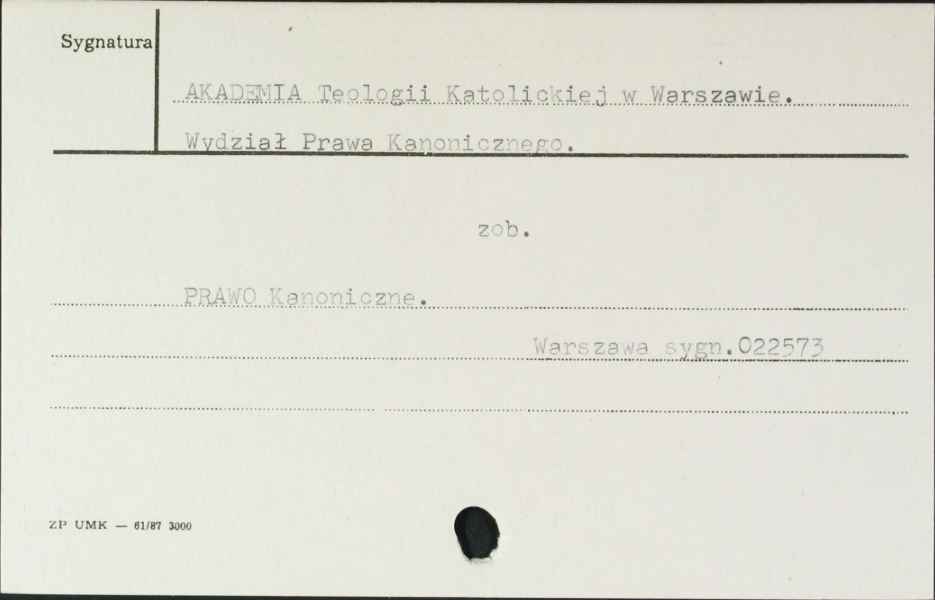 Sygnatura
AKADEMIA Teologii Katolickiej w Warszawie.
Wydział Prawa Kanonicznego.
zob.
PRAWO Kanoniczne.
Warszawa sygn.022573
ZP UMK — 61/87 3000